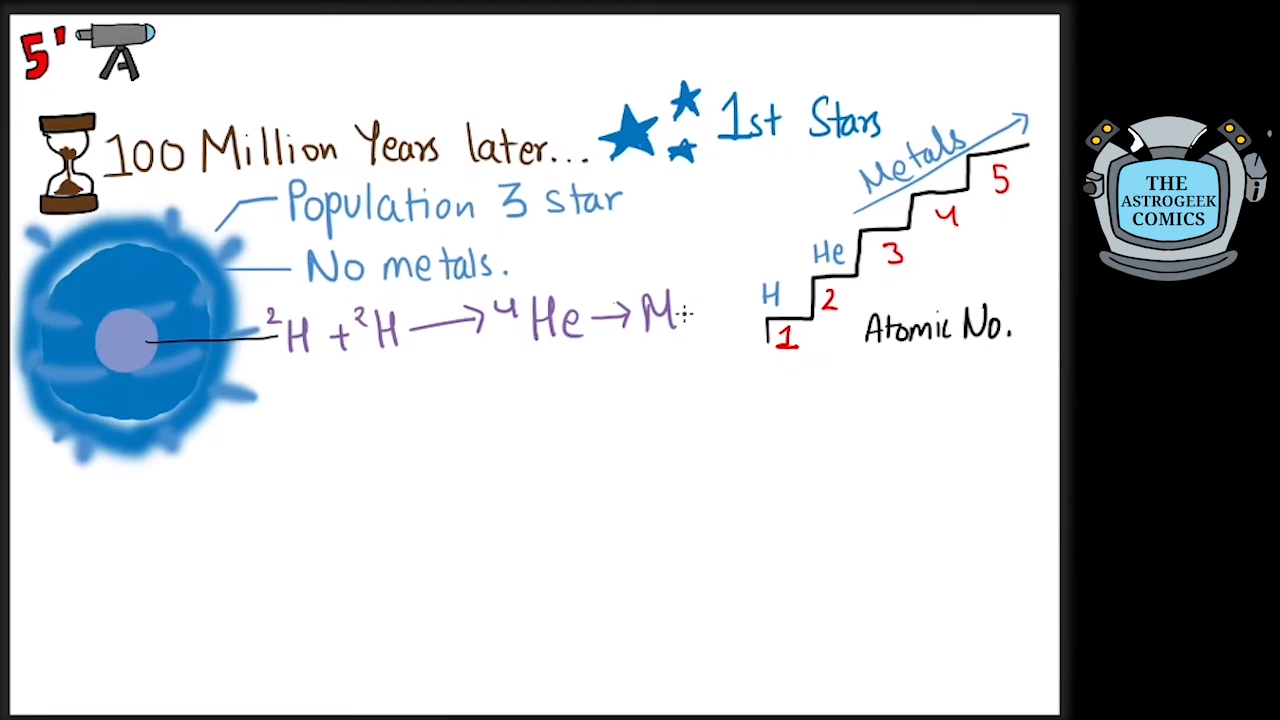 5'
100 Million Years later...
1st Stars
Population 3 star
No metals.
²H + ²H → ⁴He → M
Metals
H
He
1
2
3
4
5
Atomic No.
THE
ASTROGEEK
COMICS